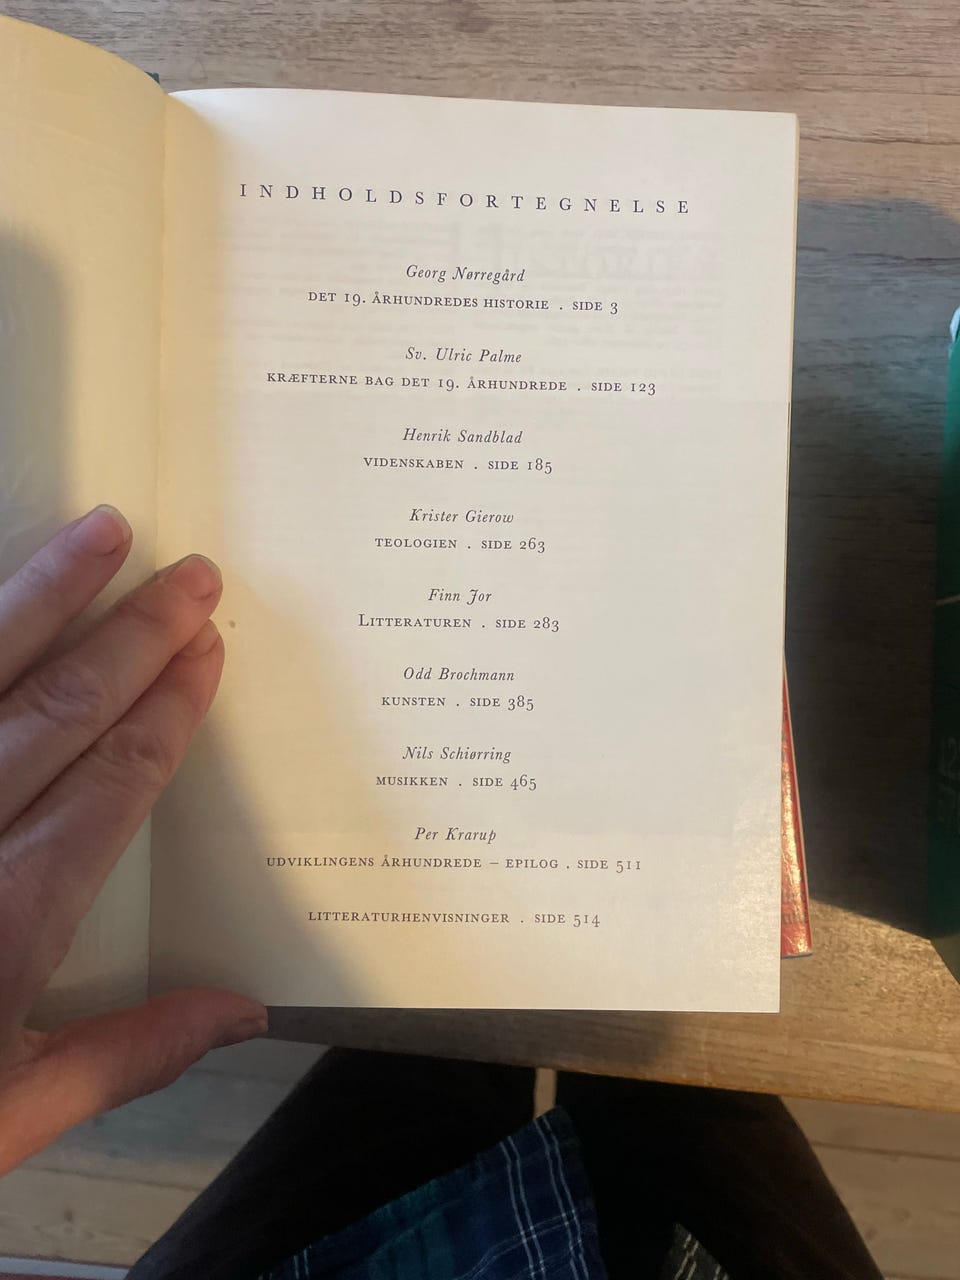 INDHOLDSFORTEGNELSE
Georg Nørregård
DET 19. ÅRHUNDREDES HISTORIE . SIDE 3
Sv. Ulric Palme
KRÆFTERNE BAG DET 19. ÅRHUNDREDE . SIDE 123
Henrik Sandblad
VIDENSKABEN . SIDE 185
Krister Gierow
TEOLOGIEN . SIDE 263
Finn Jor
LITTERATUREN . SIDE 283
Odd Brochmann
KUNSTEN . SIDE 385
Nils Schiørring
MUSIKKEN . SIDE 465
Per Krarup
UDVIKLINGENS ÅRHUNDREDE – EPILOG . SIDE 511
LITTERATURHENVISNINGER . SIDE 514